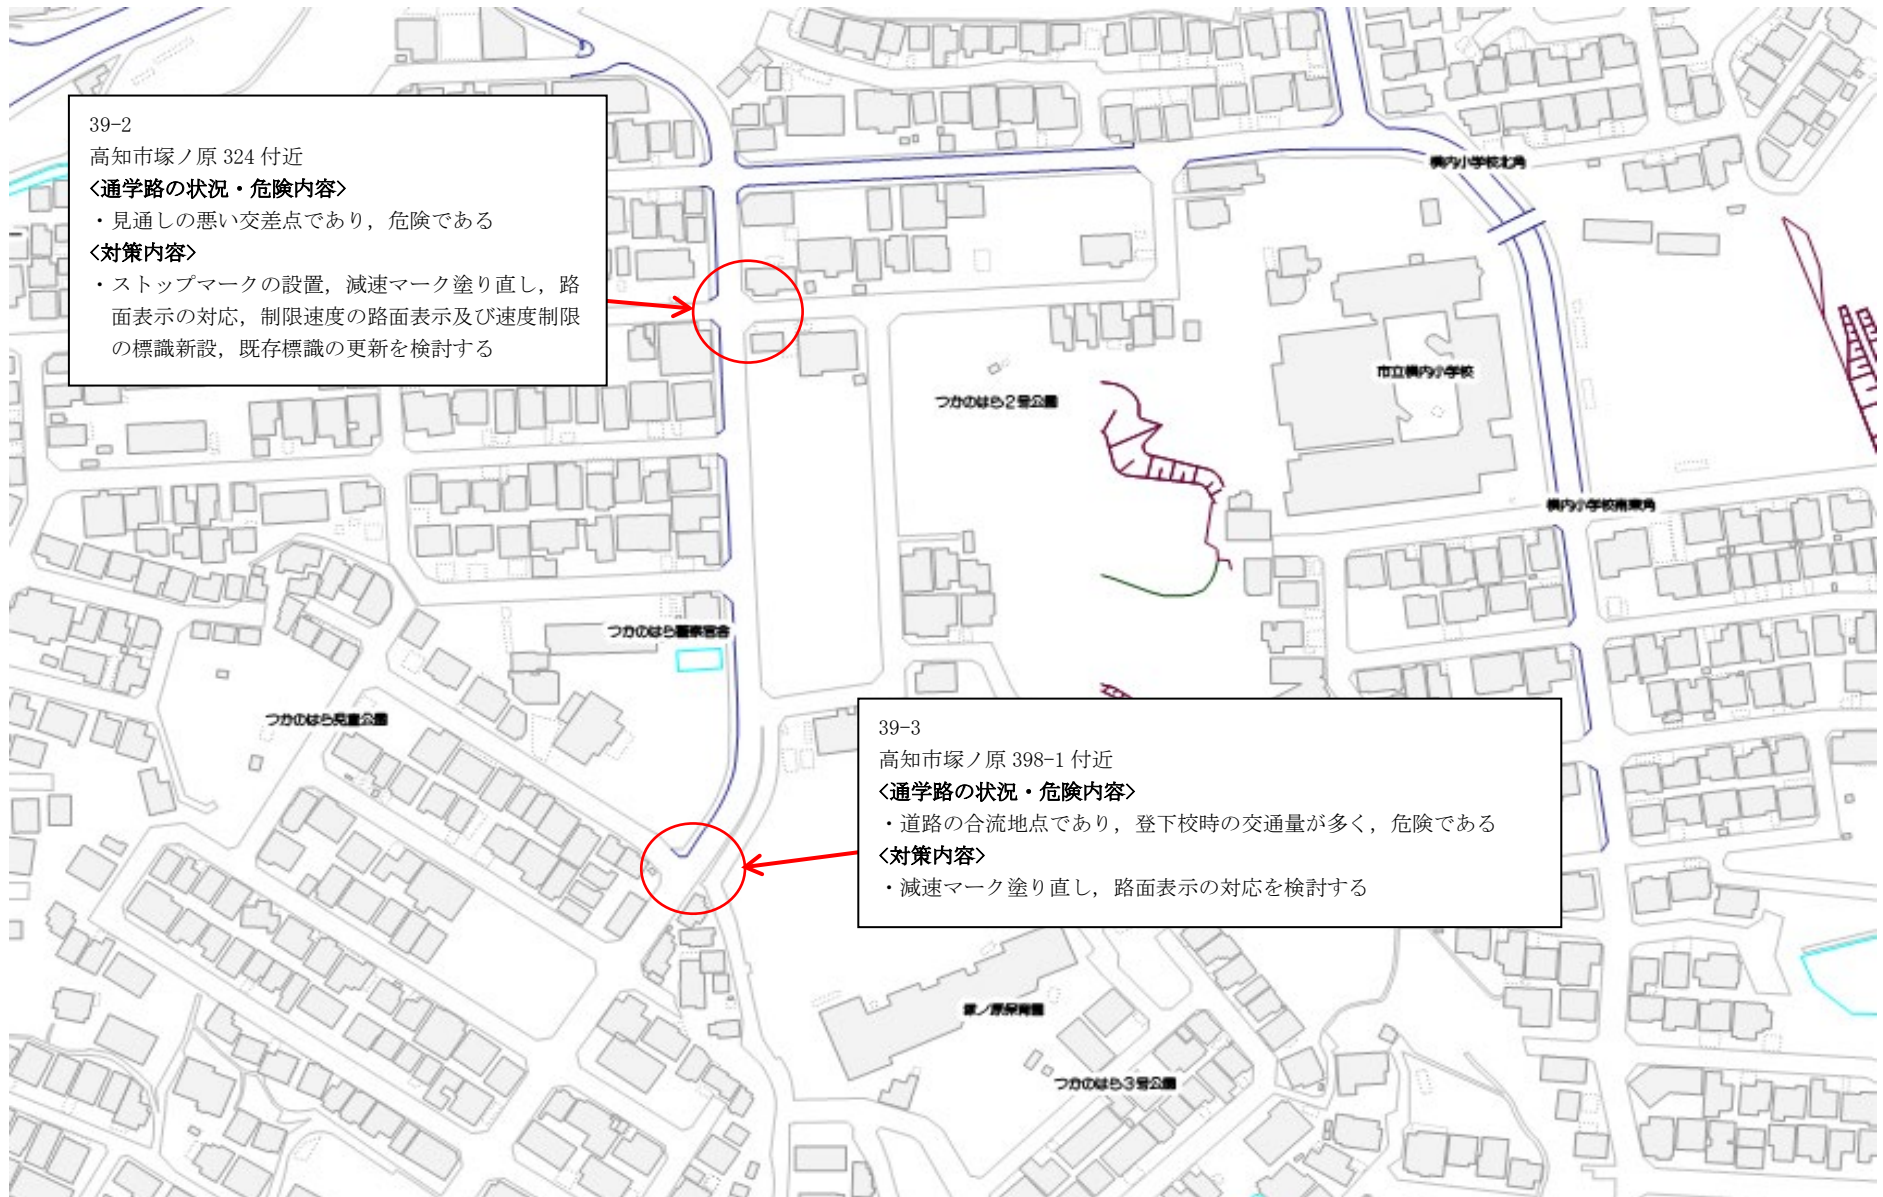 39-2
高知市塚ノ原 324 付近
<通学路の状況・危険内容>
・見通しの悪い交差点であり，危険である
<対策内容>
・ストップマークの設置，減速マーク塗り直し，路
面表示の対応，制限速度の路面表示及び速度制限
の標識新設，既存標識の更新を検討する
横内小学校北角
市立横内小学校
つかのはら２号公園
横内小学校南東角
つかのはら警察宿舎
つかのはら児童公園
39-3
高知市塚ノ原 398-1 付近
<通学路の状況・危険内容>
・道路の合流地点であり，登下校時の交通量が多く，危険である
<対策内容>
・減速マーク塗り直し，路面表示の対応を検討する
塚ノ原保育園
つかのはら３号公園